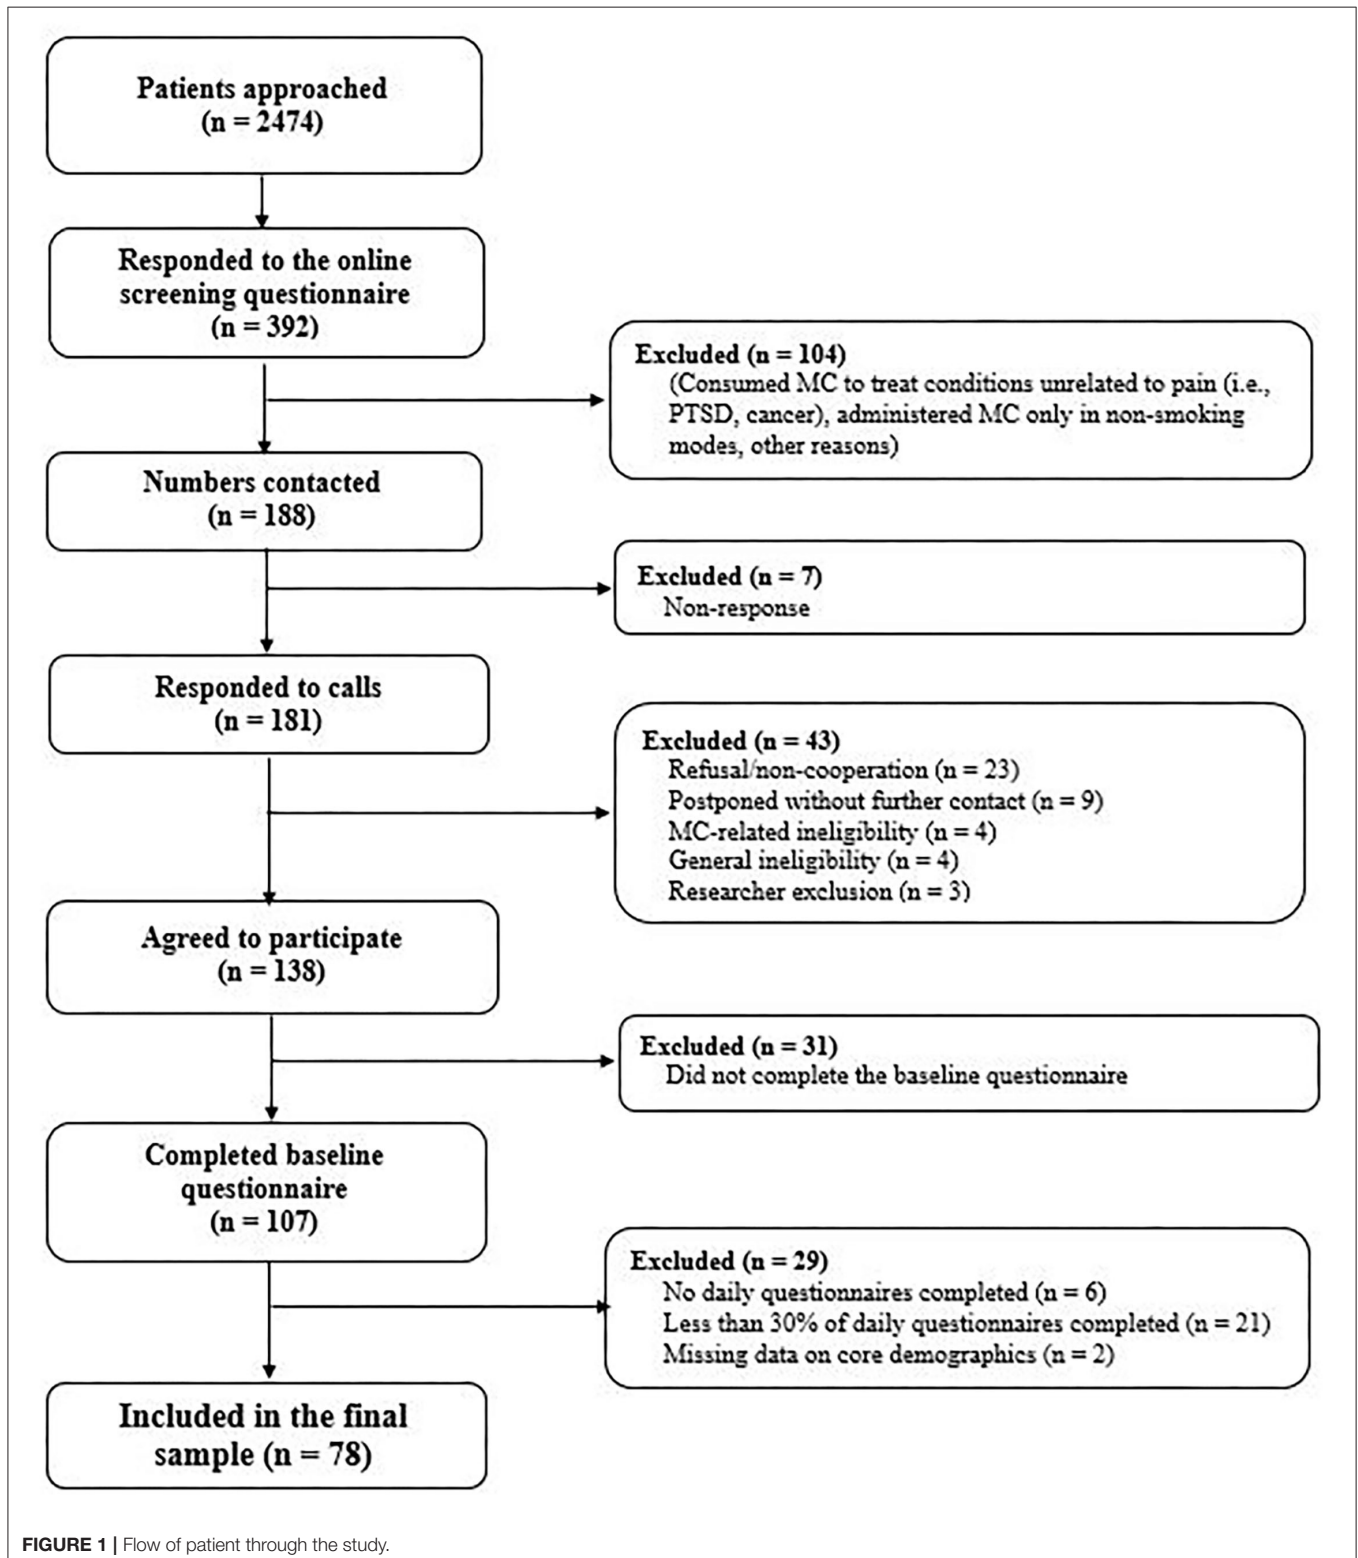 Patients approached
(n = 2474)
Responded to the online
screening questionnaire
(n = 392)
Excluded (n = 104)
(Consumed MC to treat conditions unrelated to pain (i.e.,
PTSD, cancer), administered MC only in non-smoking
modes, other reasons)
Numbers contacted
(n = 188)
Excluded (n = 7)
Non-response
Responded to calls
(n = 181)
Excluded (n = 43)
Refusal/non-cooperation (n = 23)
Postponed without further contact (n = 9)
MC-related ineligibility (n = 4)
General ineligibility (n = 4)
Researcher exclusion (n = 3)
Agreed to participate
(n = 138)
Excluded (n = 31)
Did not complete the baseline questionnaire
Completed baseline
questionnaire
(n = 107)
Excluded (n = 29)
No daily questionnaires completed (n = 6)
Less than 30% of daily questionnaires completed (n = 21)
Missing data on core demographics (n = 2)
Included in the final
sample (n = 78)
FIGURE 1 | Flow of patient through the study.